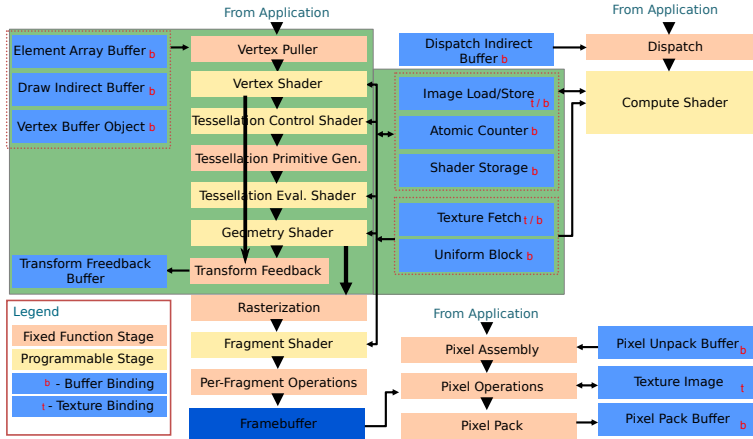 From Application
From Application
Element Array Buffer b
Vertex Puller
Dispatch Indirect
Buffer b
Dispatch
Draw Indirect Buffer b
Vertex Shader
Image Load/Store t / b
Compute Shader
Vertex Buffer Object b
Tessellation Control Shader
Atomic Counter b
Tessellation Primitive Gen.
Shader Storage b
Tessellation Eval. Shader
Texture Fetch t / b
Geometry Shader
Uniform Block b
Transform Freedback
Buffer
Transform Feedback
Legend
Fixed Function Stage
Programmable Stage
b - Buffer Binding
t - Texture Binding
Rasterization
Fragment Shader
Per-Fragment Operations
Framebuffer
From Application
Pixel Assembly
Pixel Unpack Buffer b
Pixel Operations
Texture Image t
Pixel Pack
Pixel Pack Buffer b